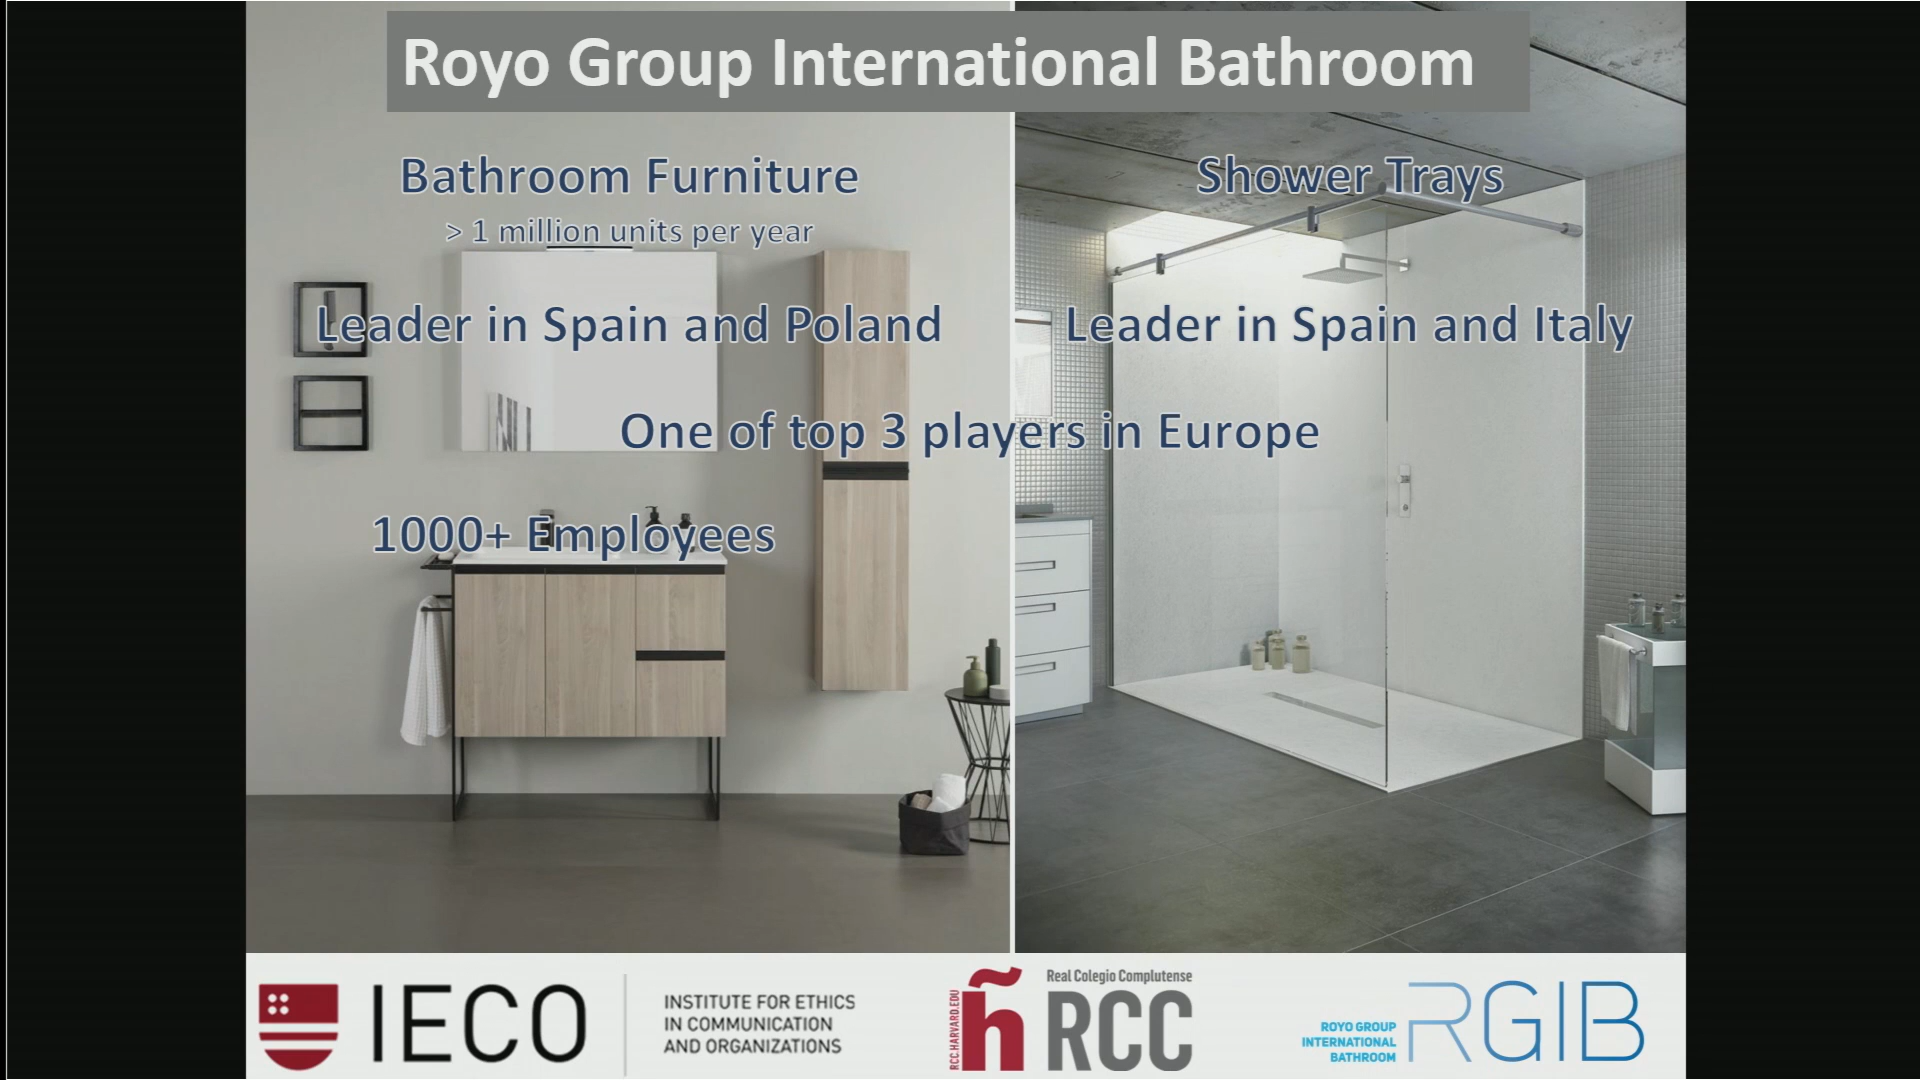 Royo Group International Bathroom
Bathroom Furniture
> 1 million units per year
Leader in Spain and Poland
Shower Trays
Leader in Spain and Italy
One of top 3 players in Europe
1000+ Employees
IECO
INSTITUTE FOR ETHICS
IN COMMUNICATION
AND ORGANIZATIONS
RCC.HARVARD.EDU
ñ
Real Colegio Complutense
RCC
ROYO GROUP
INTERNATIONAL
BATHROOM
RGIB